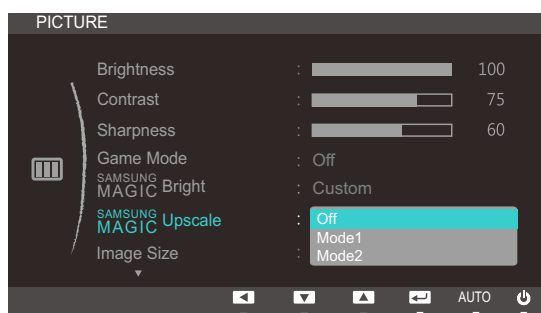 PICTURE
Brightness : 100
Contrast : 75
Sharpness : 60
Game Mode : Off
SAMSUNG MAGIC Bright : Custom
SAMSUNG MAGIC Upscale : Off
Mode1
Image Size : Mode2
AUTO